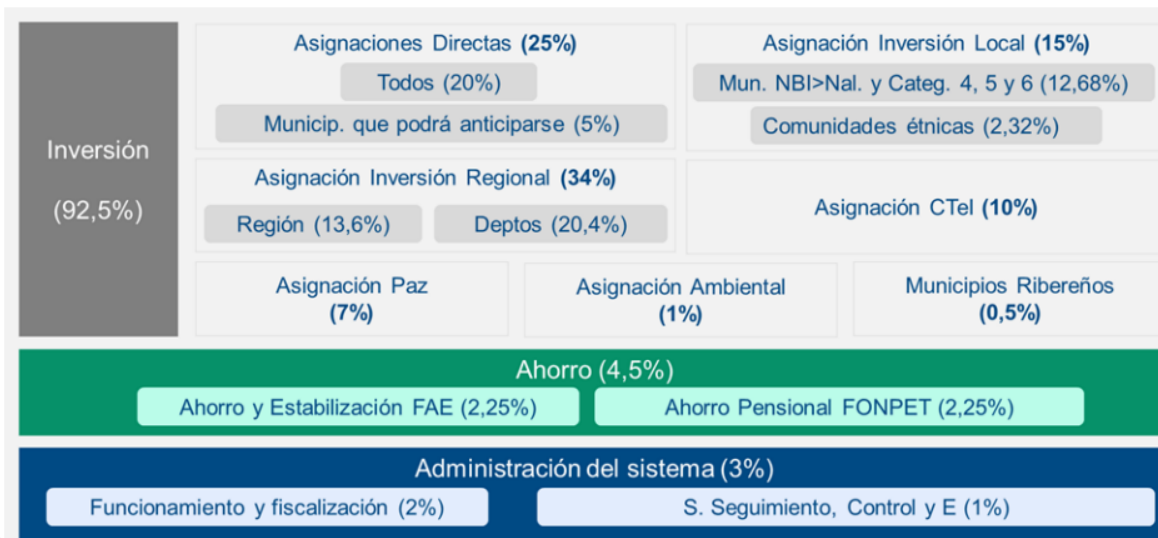 Inversión
(92,5%)
Asignaciones Directas (25%)
Todos (20%)
Municip. que podrá anticiparse (5%)
Asignación Inversión Local (15%)
Mun. NBI>Nal. y Categ. 4, 5 y 6 (12,68%)
Comunidades étnicas (2,32%)
Asignación Inversión Regional (34%)
Región (13,6%)
Deptos (20,4%)
Asignación CTel (10%)
Asignación Paz
(7%)
Asignación Ambiental
(1%)
Municipios Ribereños
(0,5%)
Ahorro (4,5%)
Ahorro y Estabilización FAE (2,25%)
Ahorro Pensional FONPET (2,25%)
Administración del sistema (3%)
Funcionamiento y fiscalización (2%)
S. Seguimiento, Control y E (1%)